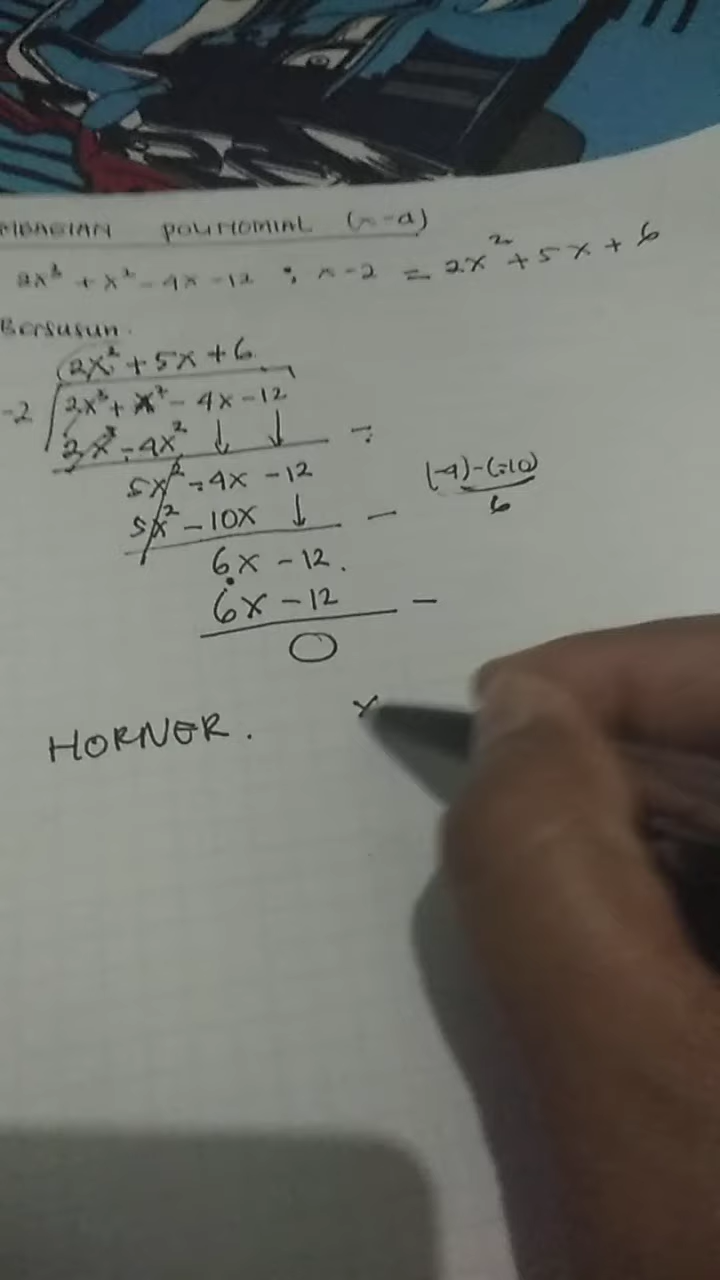 MBAGIAN POLINOMIAL (x-a)
2x³ + x² - 4x - 12 : x - 2 = 2x² + 5x + 6
Bersusun.
2x² + 5x + 6
-2 2x³ + x² - 4x - 12
2x³ - 4x² -
5x² - 4x - 12
(-4) - (-10)
5x² - 10x -
6
6x - 12.
6x - 12 -
0
HORNER. x